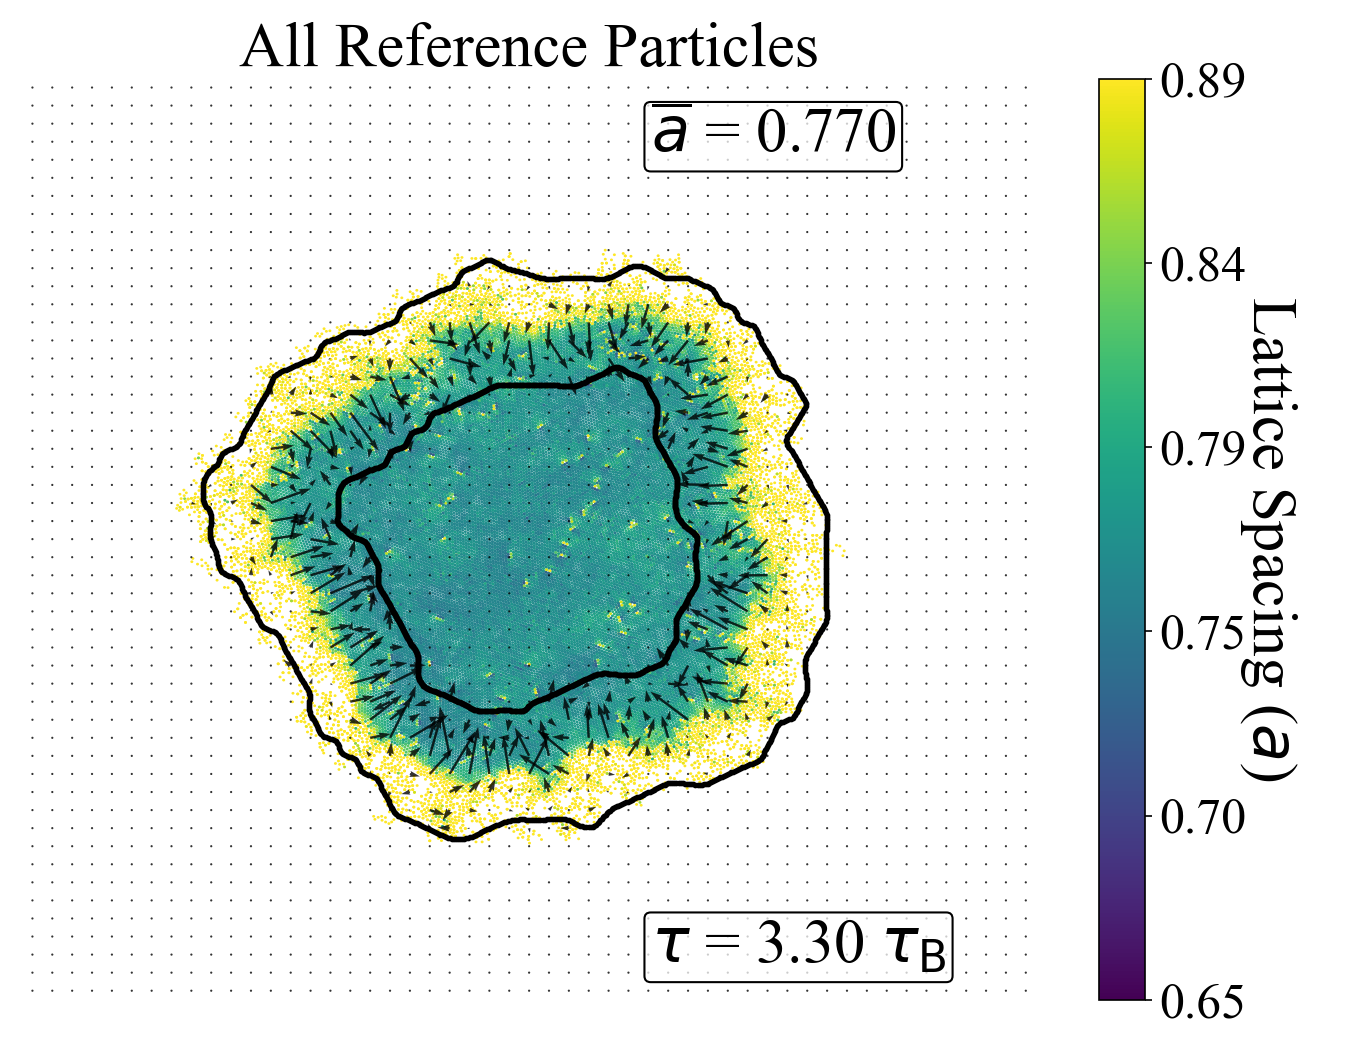 All Reference Particles
a̅ = 0.770
τ = 3.30 τ_B
0.89
0.84
0.79
0.75
0.70
0.65
Lattice Spacing (a)